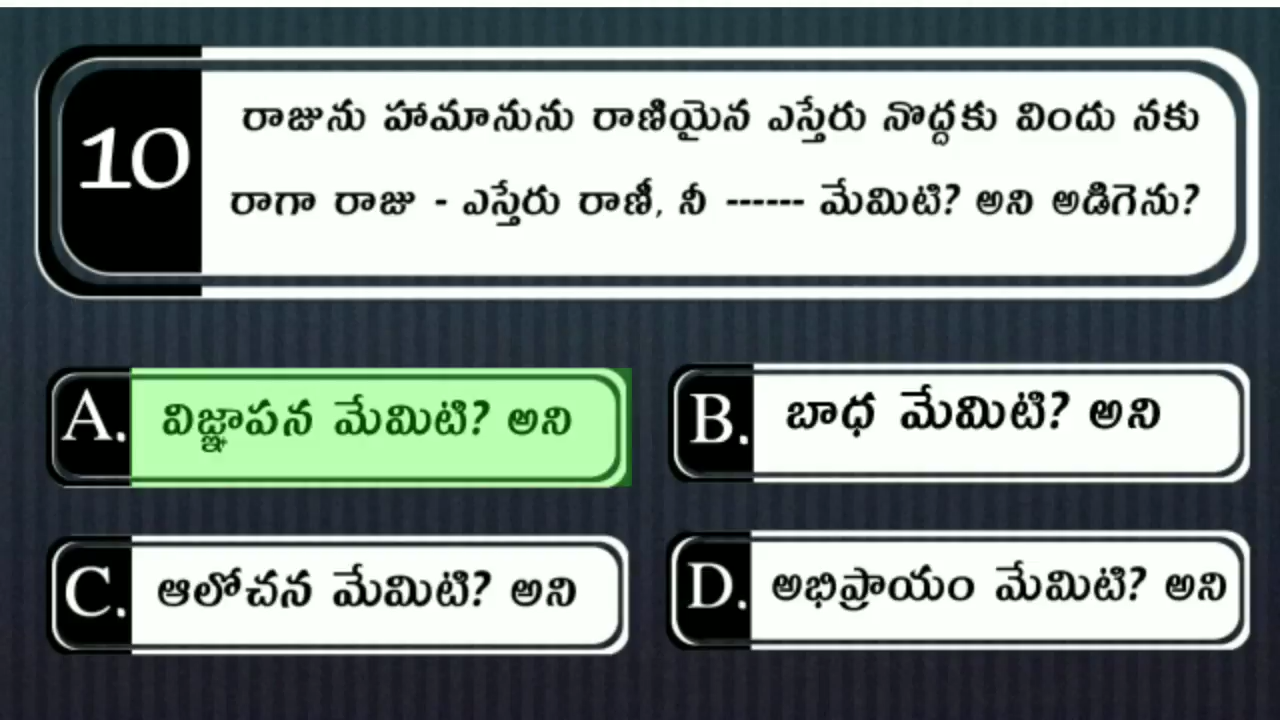 10
రాజును హామానును రాణియైన ఎస్తేరు నొద్దకు విందు నకు
రాగా రాజు - ఎస్తేరు రాణీ, నీ ------ మేమిటి? అని అడిగెను?
A. విజ్ఞాపన మేమిటి? అని
B. బాధ మేమిటి? అని
C. ఆలోచన మేమిటి? అని
D. అభిప్రాయం మేమిటి? అని